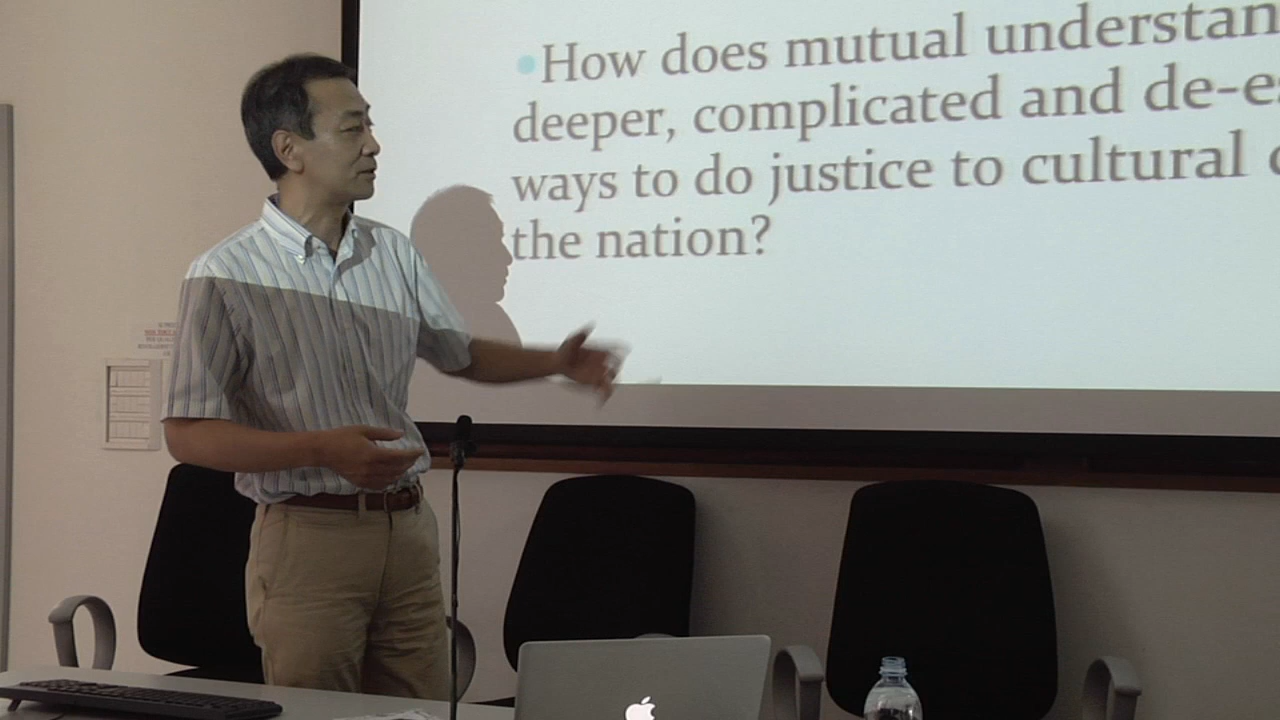 •How does mutual understan
deeper, complicated and de-e
ways to do justice to cultural
the nation?